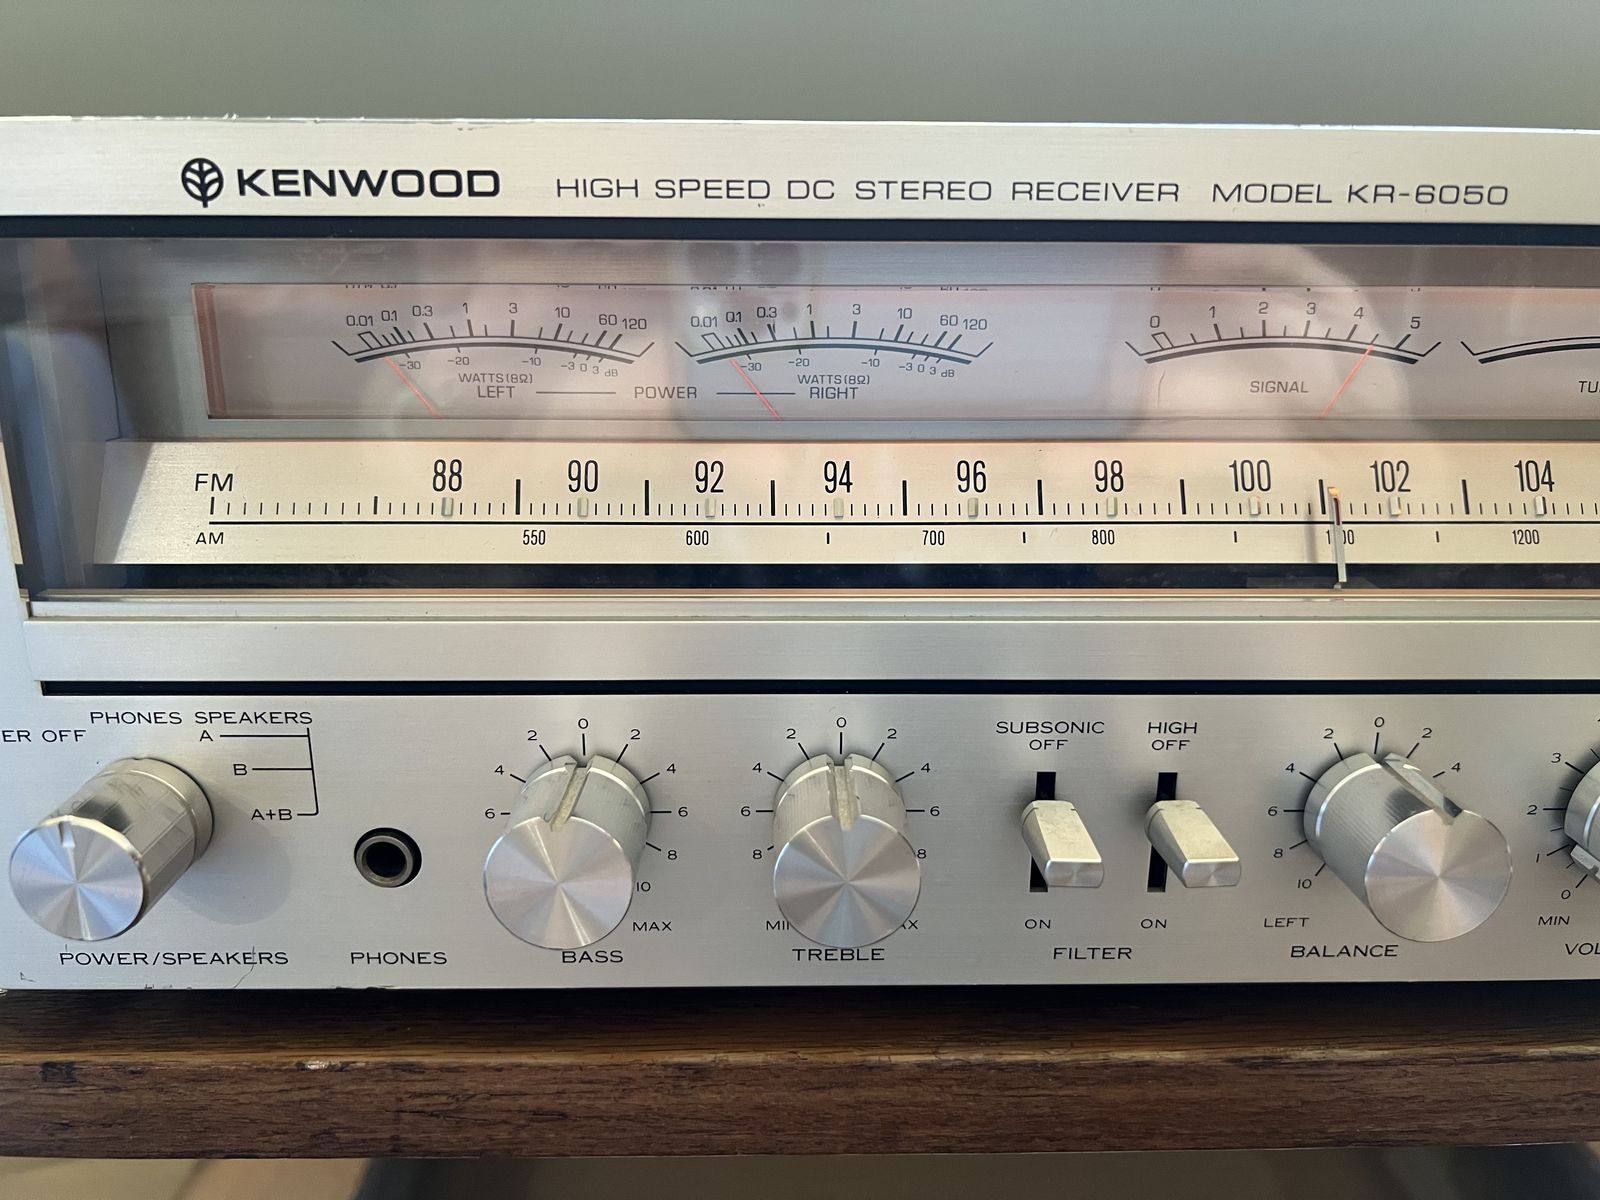 KENWOOD HIGH SPEED DC STEREO RECEIVER MODEL KR-6050
0.01 0.1 0.3 1 3 10 60 120 0.01 0.1 0.3 1 3 10 60 120 0 1 2 3 4 5
-30 -20 -10 -3 0 3 dB -30 -20 -10 -3 0 3 dB
WATTS(8Ω) WATTS(8Ω)
LEFT POWER RIGHT SIGNAL TU
FM 88 90 92 94 96 98 100 102 104
AM 550 600 700 800 1200
PHONES SPEAKERS
ER OFF A
B
A+B
2 0 2
4 4
6 6
8
10
MAX
2 0 2
4 4
6 6
8 8
SUBSONIC HIGH
OFF OFF
ON ON
2 0 2
4 4
6
8
10
LEFT
3
2
1
0
MIN
POWER/SPEAKERS PHONES BASS TREBLE FILTER BALANCE VOL